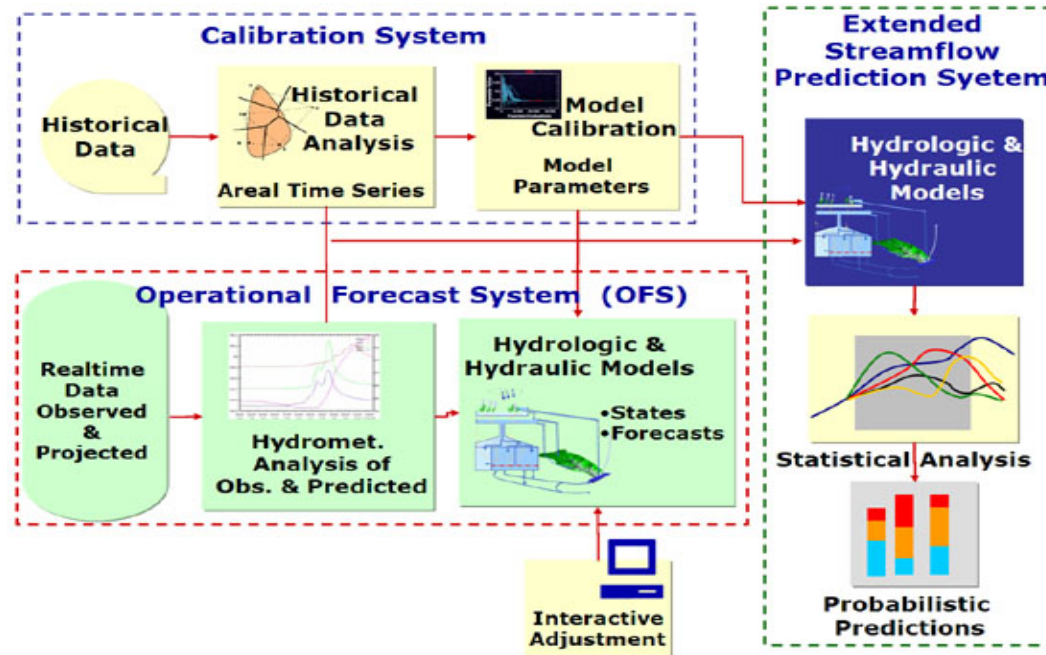 Calibration System
Historical
Data
Historical
Data
Analysis
Areal Time Series
Model
Calibration
Model
Parameters
Operational Forecast System (OFS)
Realtime
Data
Observed
&
Projected
Hydromet.
Analysis of
Obs. & Predicted
Hydrologic &
Hydraulic Models
•States
•Forecasts
Interactive
Adjustment
Extended
Streamflow
Prediction Syetem
Hydrologic &
Hydraulic
Models
Statistical Analysis
Probabilistic
Predictions